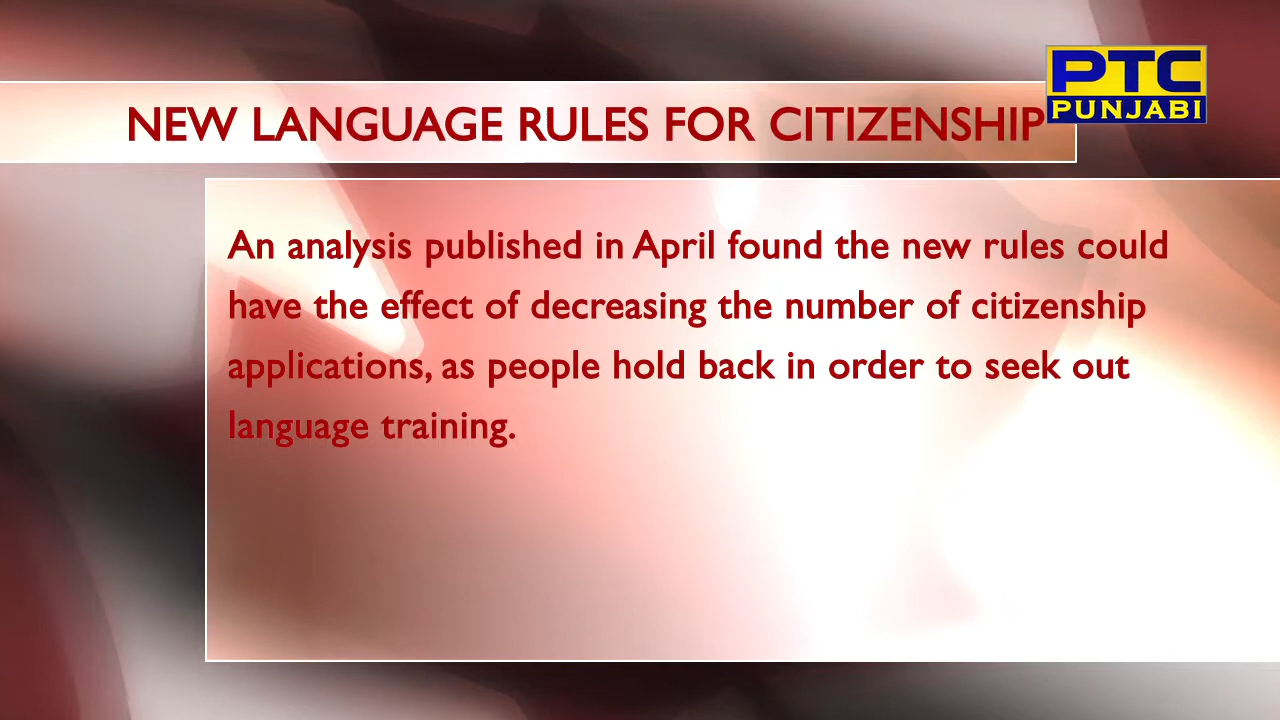 NEW LANGUAGE RULES FOR CITIZENSHIP
PTC
PUNJABI
An analysis published in April found the new rules could
have the effect of decreasing the number of citizenship
applications, as people hold back in order to seek out
language training.